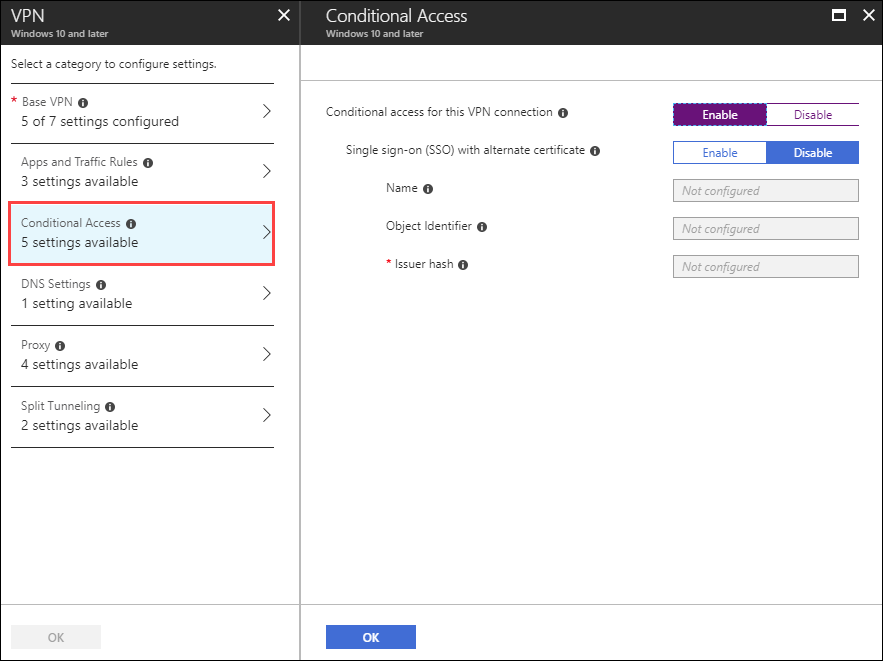 VPN
Windows 10 and later
Select a category to configure settings.
* Base VPN
5 of 7 settings configured
Apps and Traffic Rules
3 settings available
Conditional Access
5 settings available
DNS Settings
1 setting available
Proxy
4 settings available
Split Tunneling
2 settings available
OK
Conditional Access
Windows 10 and later
Conditional access for this VPN connection Enable Disable
Single sign-on (SSO) with alternate certificate Enable Disable
Name Not configured
Object Identifier Not configured
* Issuer hash Not configured
OK